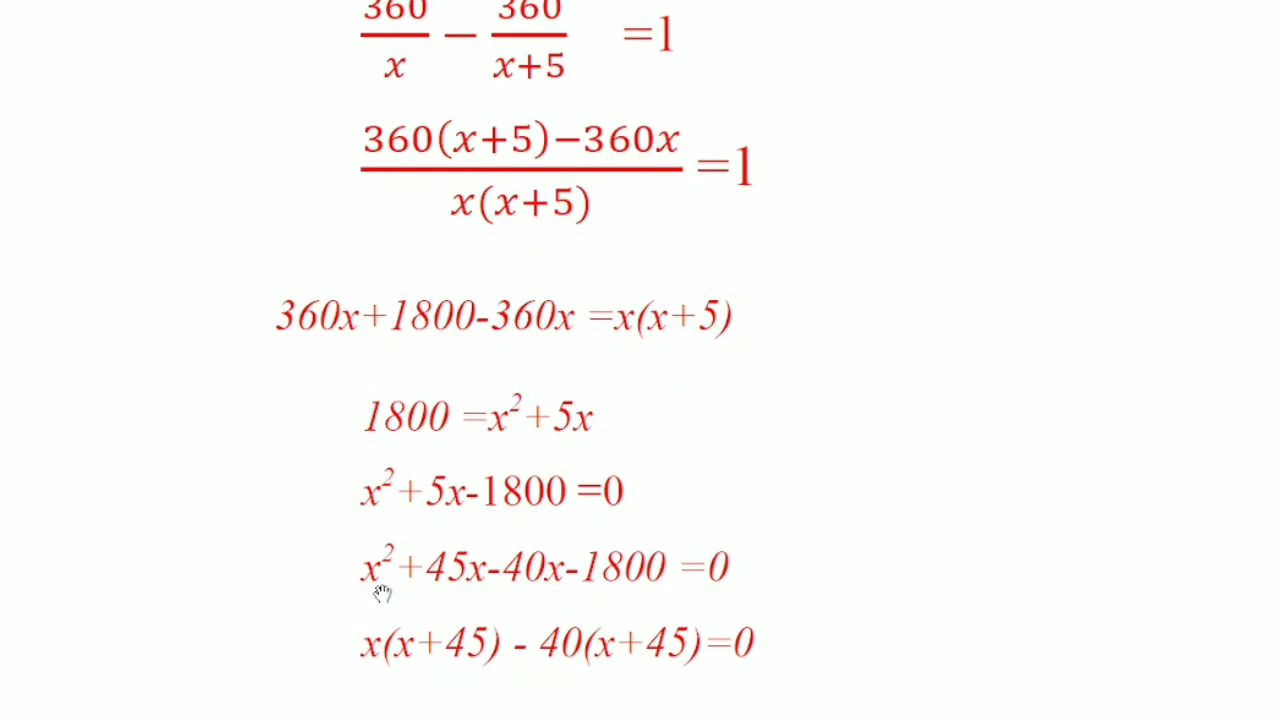 360/x − 360/x+5 =1
360(x+5)−360x / x(x+5) =1
360x+1800-360x =x(x+5)
1800 =x²+5x
x²+5x-1800 =0
x²+45x-40x-1800 =0
x(x+45) - 40(x+45)=0